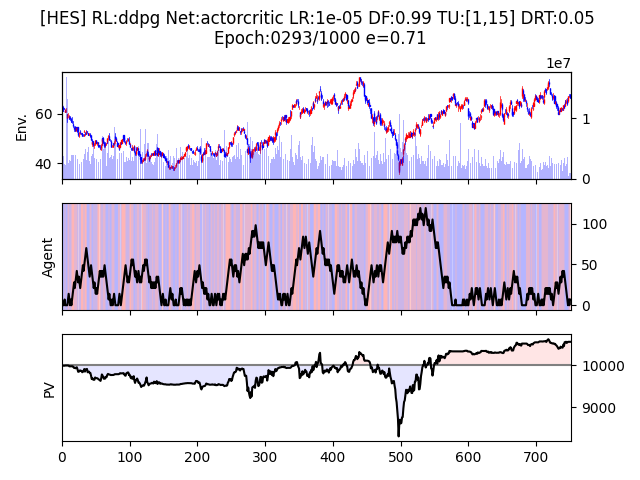 [HES] RL:ddpg Net:actorcritic LR:1e-05 DF:0.99 TU:[1,15] DRT:0.05
Epoch:0293/1000 e=0.71
1e7
Env.
60
40
1
0
Agent
100
50
0
PV
10000
9000
0 100 200 300 400 500 600 700